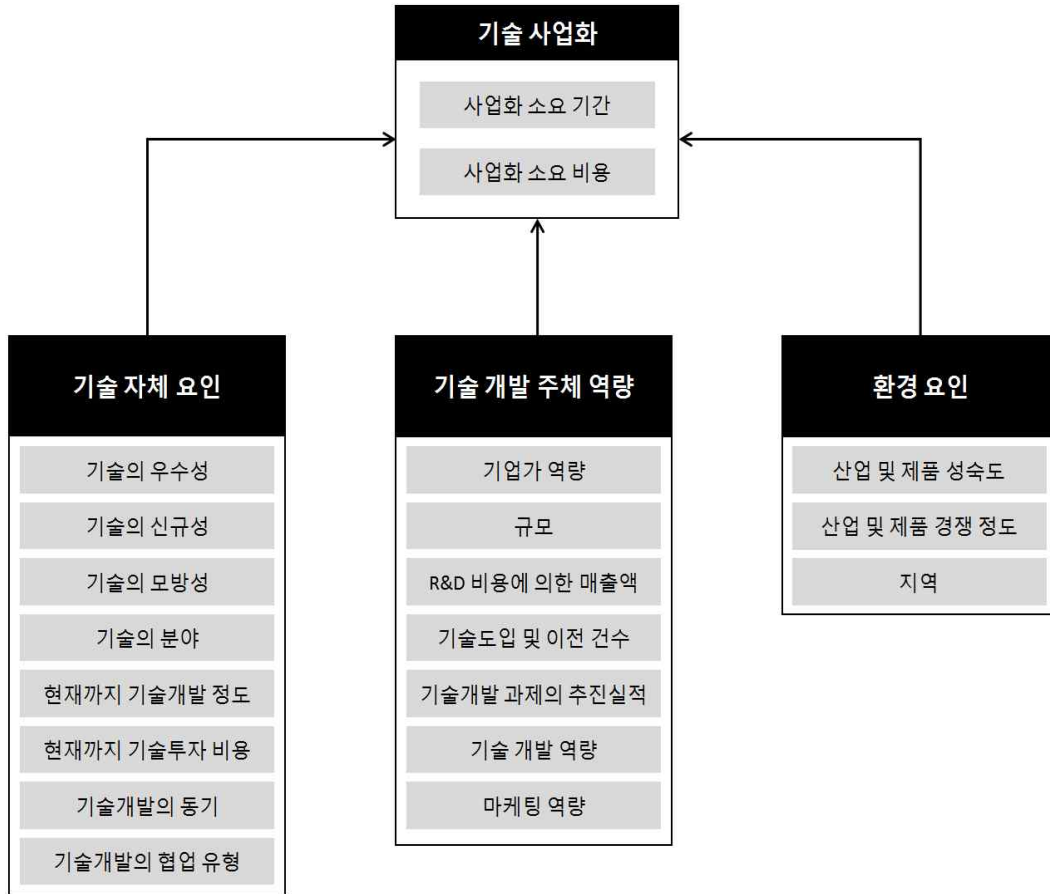 기술 사업화
사업화 소요 기간
사업화 소요 비용
기술 자체 요인
기술의 우수성
기술의 신규성
기술의 모방성
기술의 분야
현재까지 기술개발 정도
현재까지 기술투자 비용
기술개발의 동기
기술개발의 협업 유형
기술 개발 주체 역량
기업가 역량
규모
R&D 비용에 의한 매출액
기술도입 및 이전 건수
기술개발 과제의 추진실적
기술 개발 역량
마케팅 역량
환경 요인
산업 및 제품 성숙도
산업 및 제품 경쟁 정도
지역